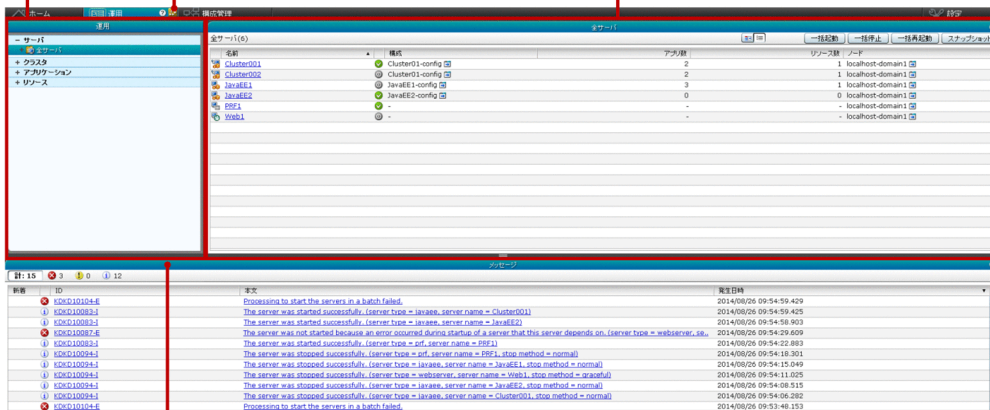 ホーム 運用 構成管理 設定
運用 全サーバ
- サーバ
全サーバ
+ クラスタ
+ アプリケーション
+ リソース
全サーバ(6) 一括起動 一括停止 一括再起動 スナップショット
名前 構成 アプリ数 リソース数 ノード
Cluster001 Cluster01-config 2 1 localhost-domain1
Cluster002 Cluster01-config 2 1 localhost-domain1
JavaEE1 JavaEE1-config 3 1 localhost-domain1
JavaEE2 JavaEE2-config 0 0 localhost-domain1
PRF1 - - - localhost-domain1
Web1 - - - localhost-domain1
メッセージ
計: 15 3 0 12
新着 ID 本文 発生日時
KDKD10104-E Processing to start the servers in a batch failed. 2014/08/26 09:54:59.429
KDKD10083-I The server was started successfully. (server type = javaee, server name = Cluster001) 2014/08/26 09:54:59.425
KDKD10083-I The server was started successfully. (server type = javaee, server name = JavaEE2) 2014/08/26 09:54:58.903
KDKD10087-E The server was not started because an error occurred during startup of a server that this server depends on. (server type = webserver, se.. 2014/08/26 09:54:29.609
KDKD10083-I The server was started successfully. (server type = prf, server name = PRF1) 2014/08/26 09:54:22.883
KDKD10094-I The server was stopped successfully. (server type = prf, server name = PRF1, stop method = normal) 2014/08/26 09:54:18.301
KDKD10094-I The server was stopped successfully. (server type = javaee, server name = JavaEE1, stop method = normal) 2014/08/26 09:54:15.049
KDKD10094-I The server was stopped successfully. (server type = webserver, server name = Web1, stop method = graceful) 2014/08/26 09:54:11.025
KDKD10094-I The server was stopped successfully. (server type = javaee, server name = JavaEE2, stop method = normal) 2014/08/26 09:54:08.515
KDKD10094-I The server was stopped successfully. (server type = javaee, server name = Cluster001, stop method = normal) 2014/08/26 09:54:06.282
KDKD10104-E Processing to start the servers in a batch failed. 2014/08/26 09:53:48.153